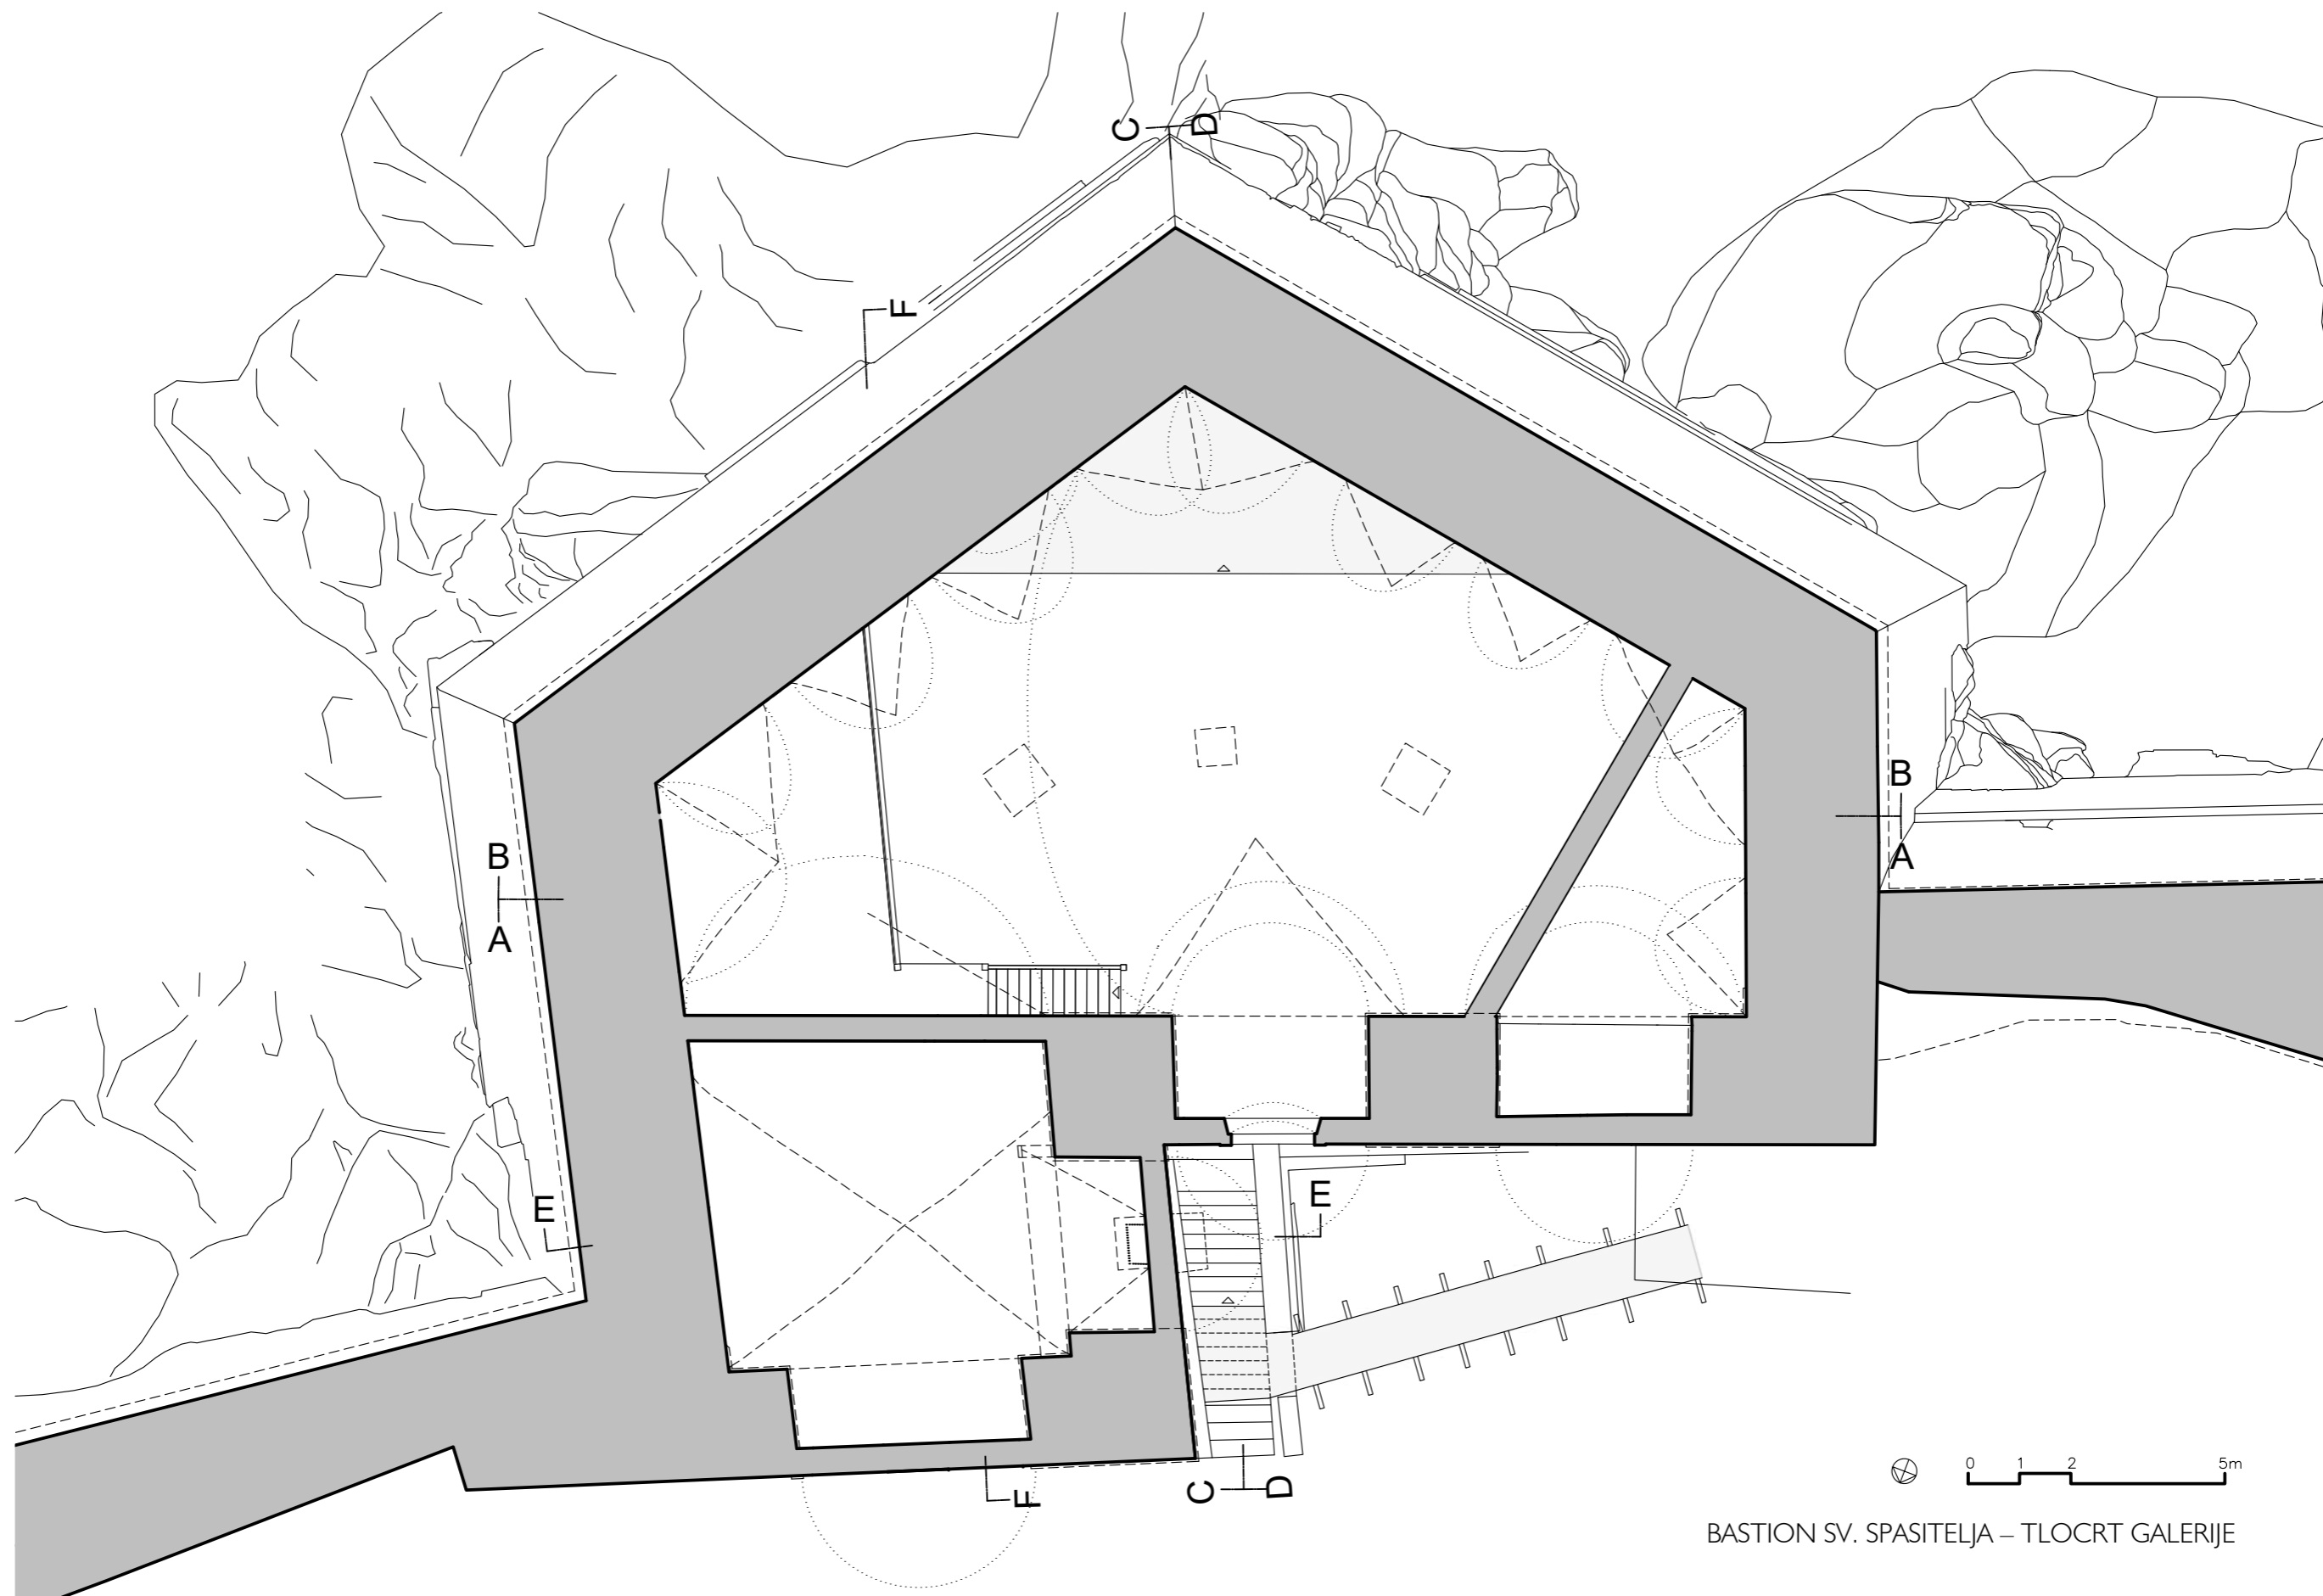 C D
F
B
A
B
A
E
E
C D
F
0 1 2 5m
BASTION SV. SPASITELJA – TLOCRT GALERIJE